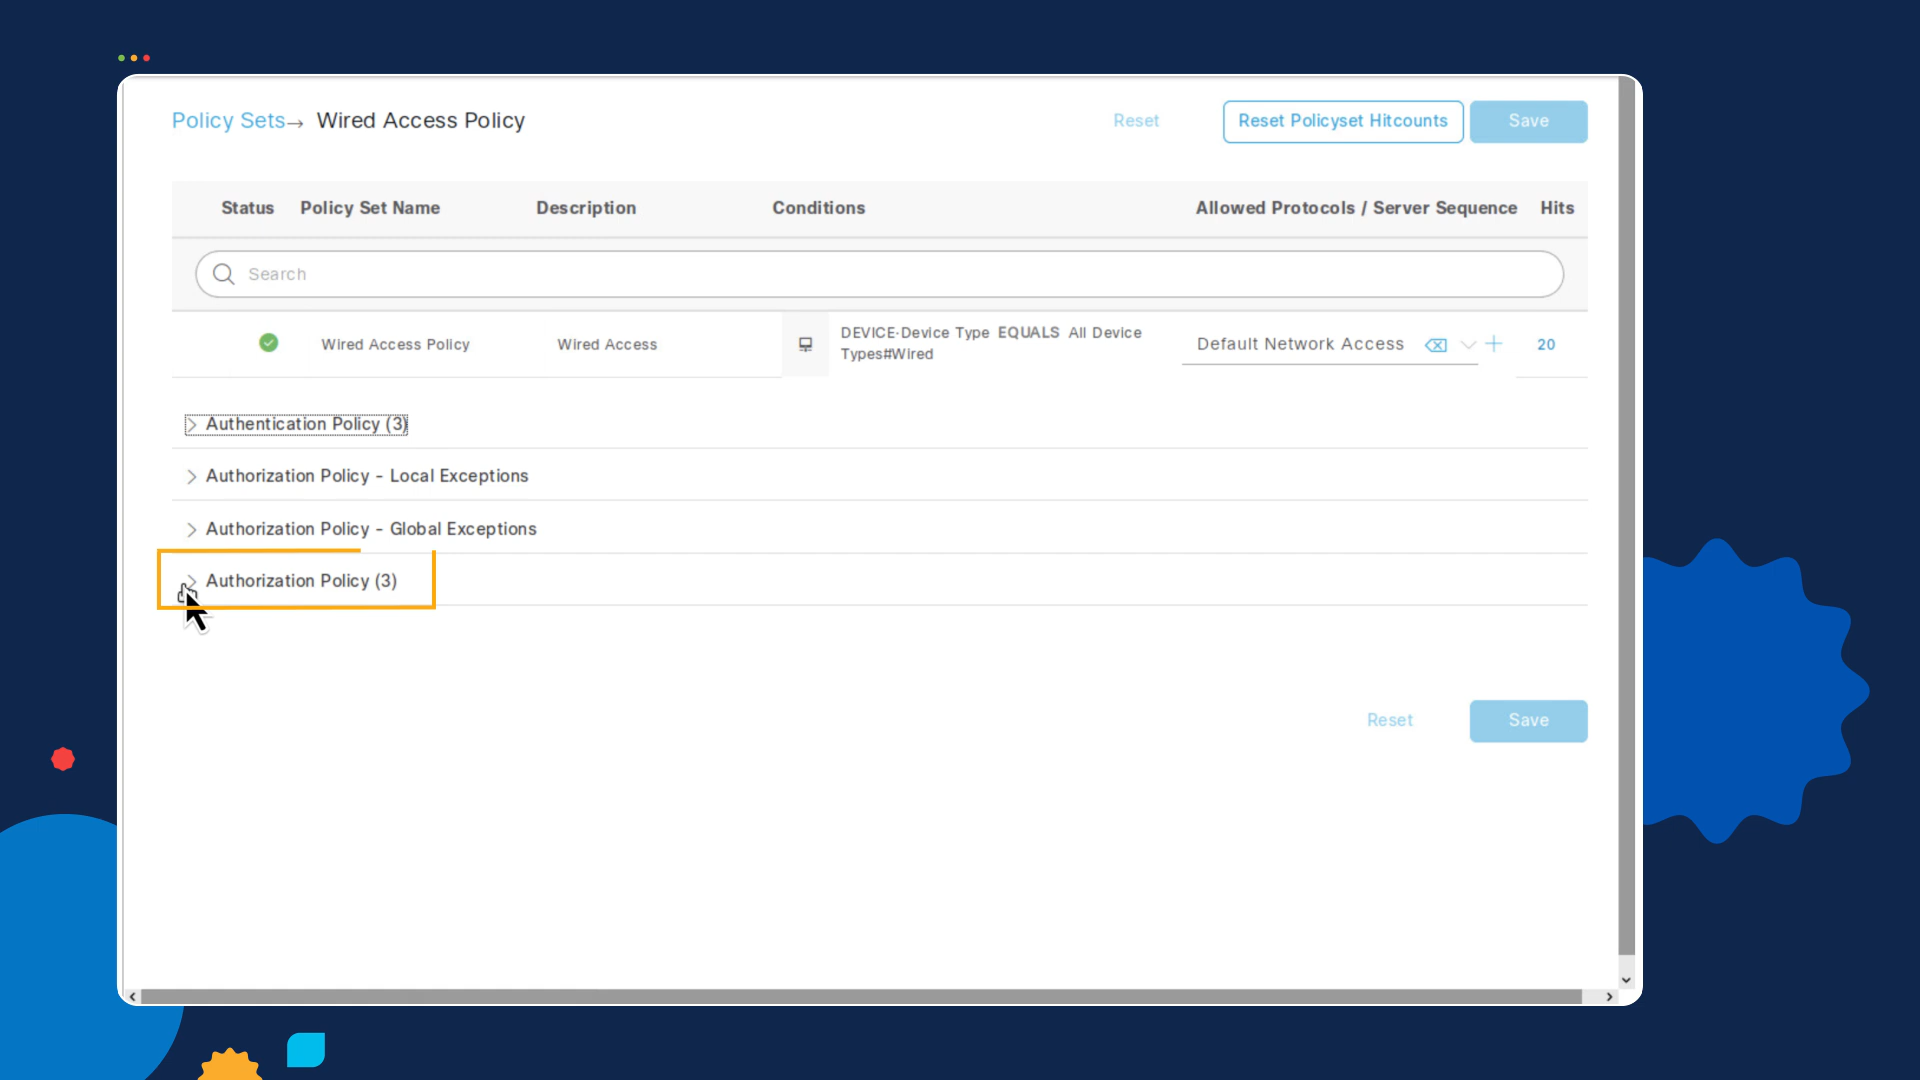 Policy Sets→ Wired Access Policy
Reset
Reset Policyset Hitcounts
Save
Status Policy Set Name Description Conditions Allowed Protocols / Server Sequence Hits
Search
Wired Access Policy
Wired Access
DEVICE·Device Type EQUALS All Device
Types#Wired
Default Network Access
20
Authentication Policy (3)
Authorization Policy - Local Exceptions
Authorization Policy - Global Exceptions
Authorization Policy (3)
Reset
Save